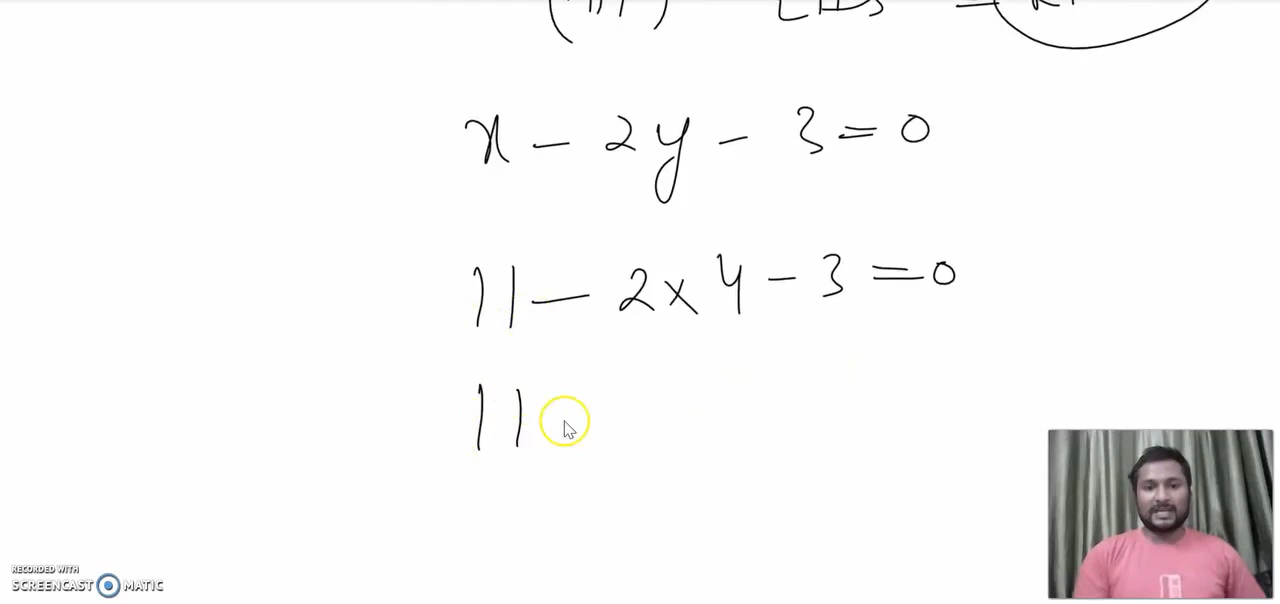 x - 2y - 3 = 0
11 - 2 x 4 - 3 = 0
11
RECORDED WITH
SCREENCAST MATIC